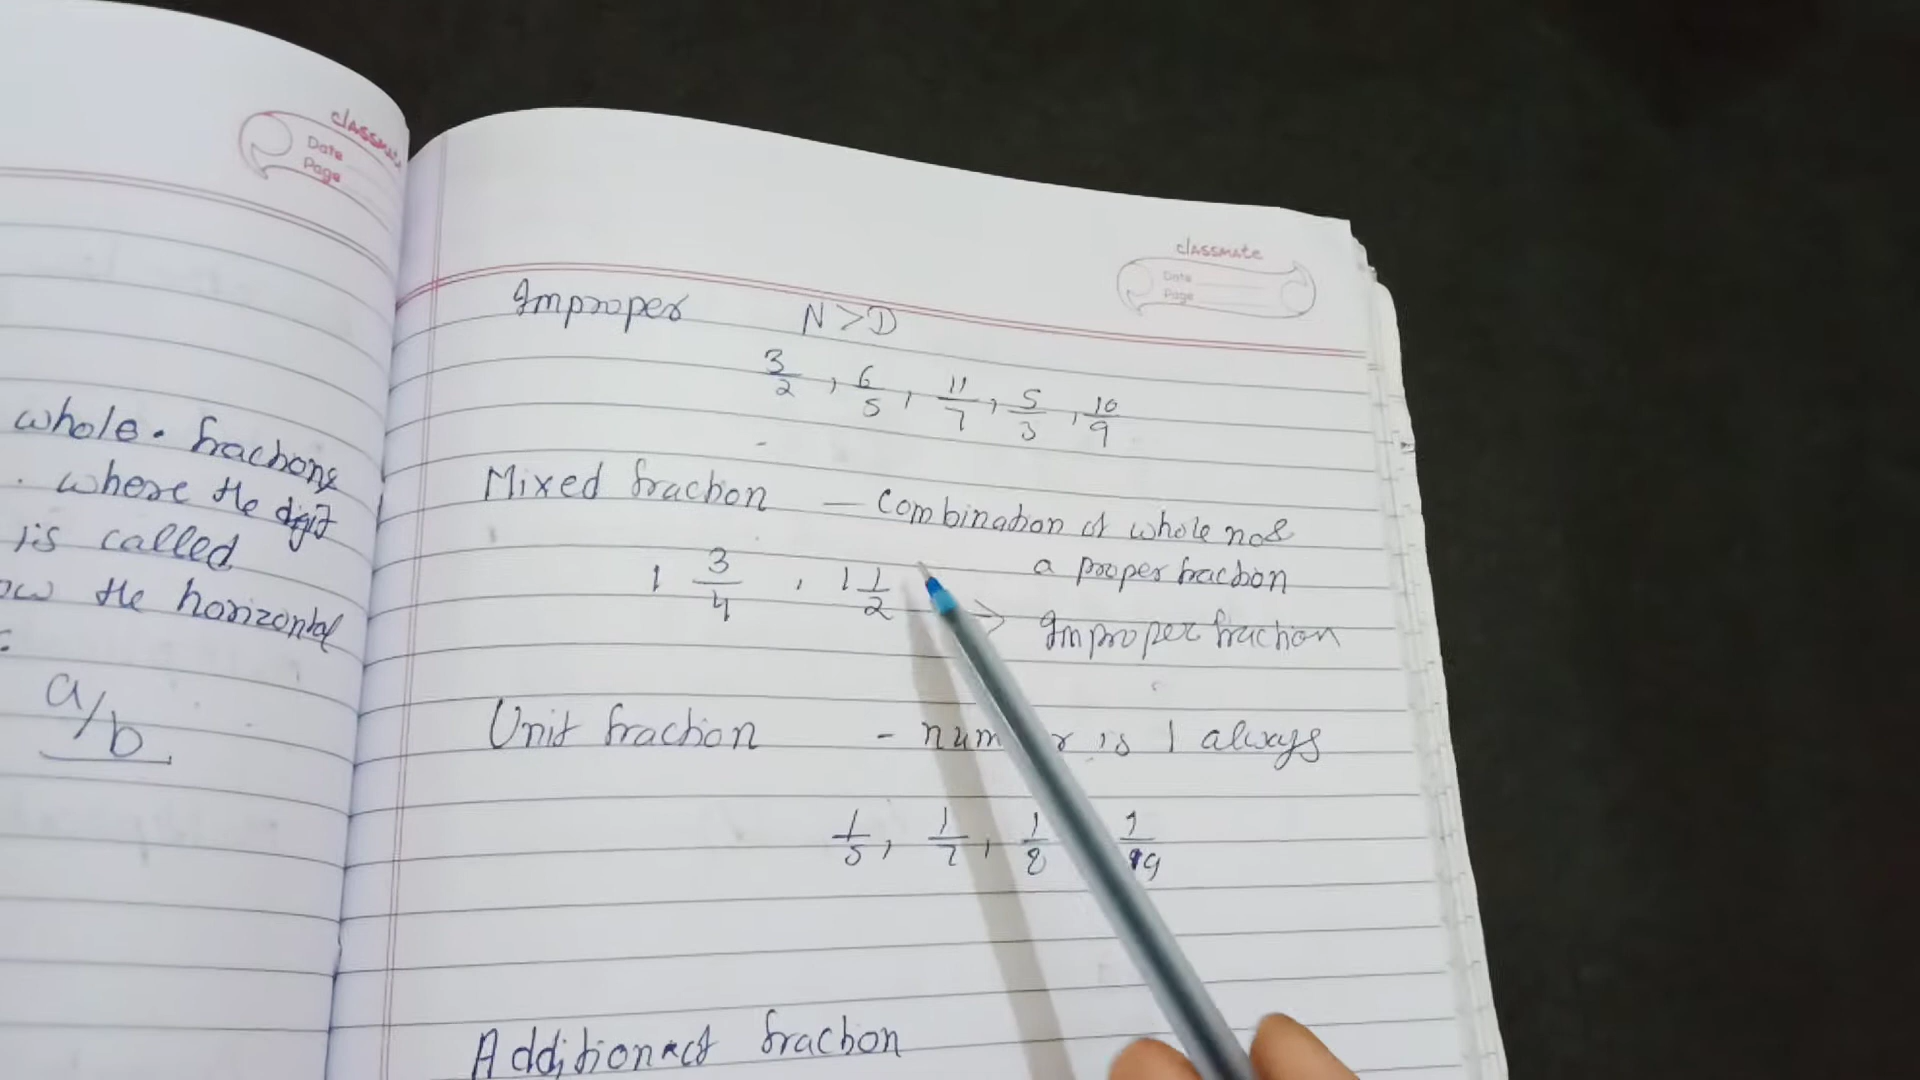 classmate
Date
Page
whole. fractions
. where the digit
is called
ow the horizontal
a/b
classmate
Date
Page
Improper N>D
3/2, 6/5, 11/7, 5/3, 10/9
Mixed fraction - Combination of whole no &
a proper fraction
1 3/4, 1 1/2 -> Improper fraction
Unit fraction - num r is 1 always
1/5, 1/7, 1/8 1/99
Addition of fraction